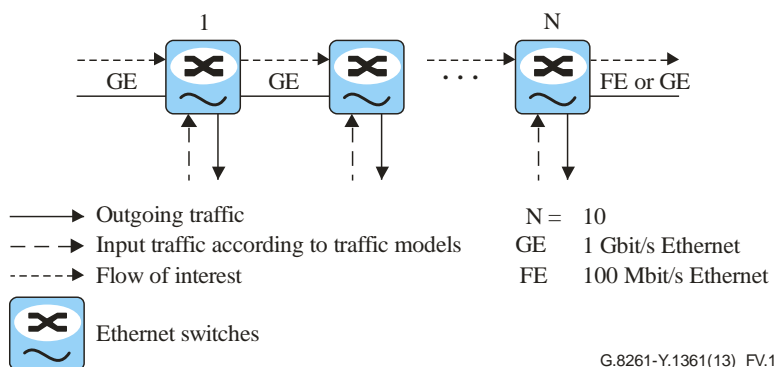 1
N
GE
GE
. . .
FE or GE
Outgoing traffic
N = 10
Input traffic according to traffic models
GE 1 Gbit/s Ethernet
Flow of interest
FE 100 Mbit/s Ethernet
Ethernet switches
G.8261-Y.1361(13)_FV.1